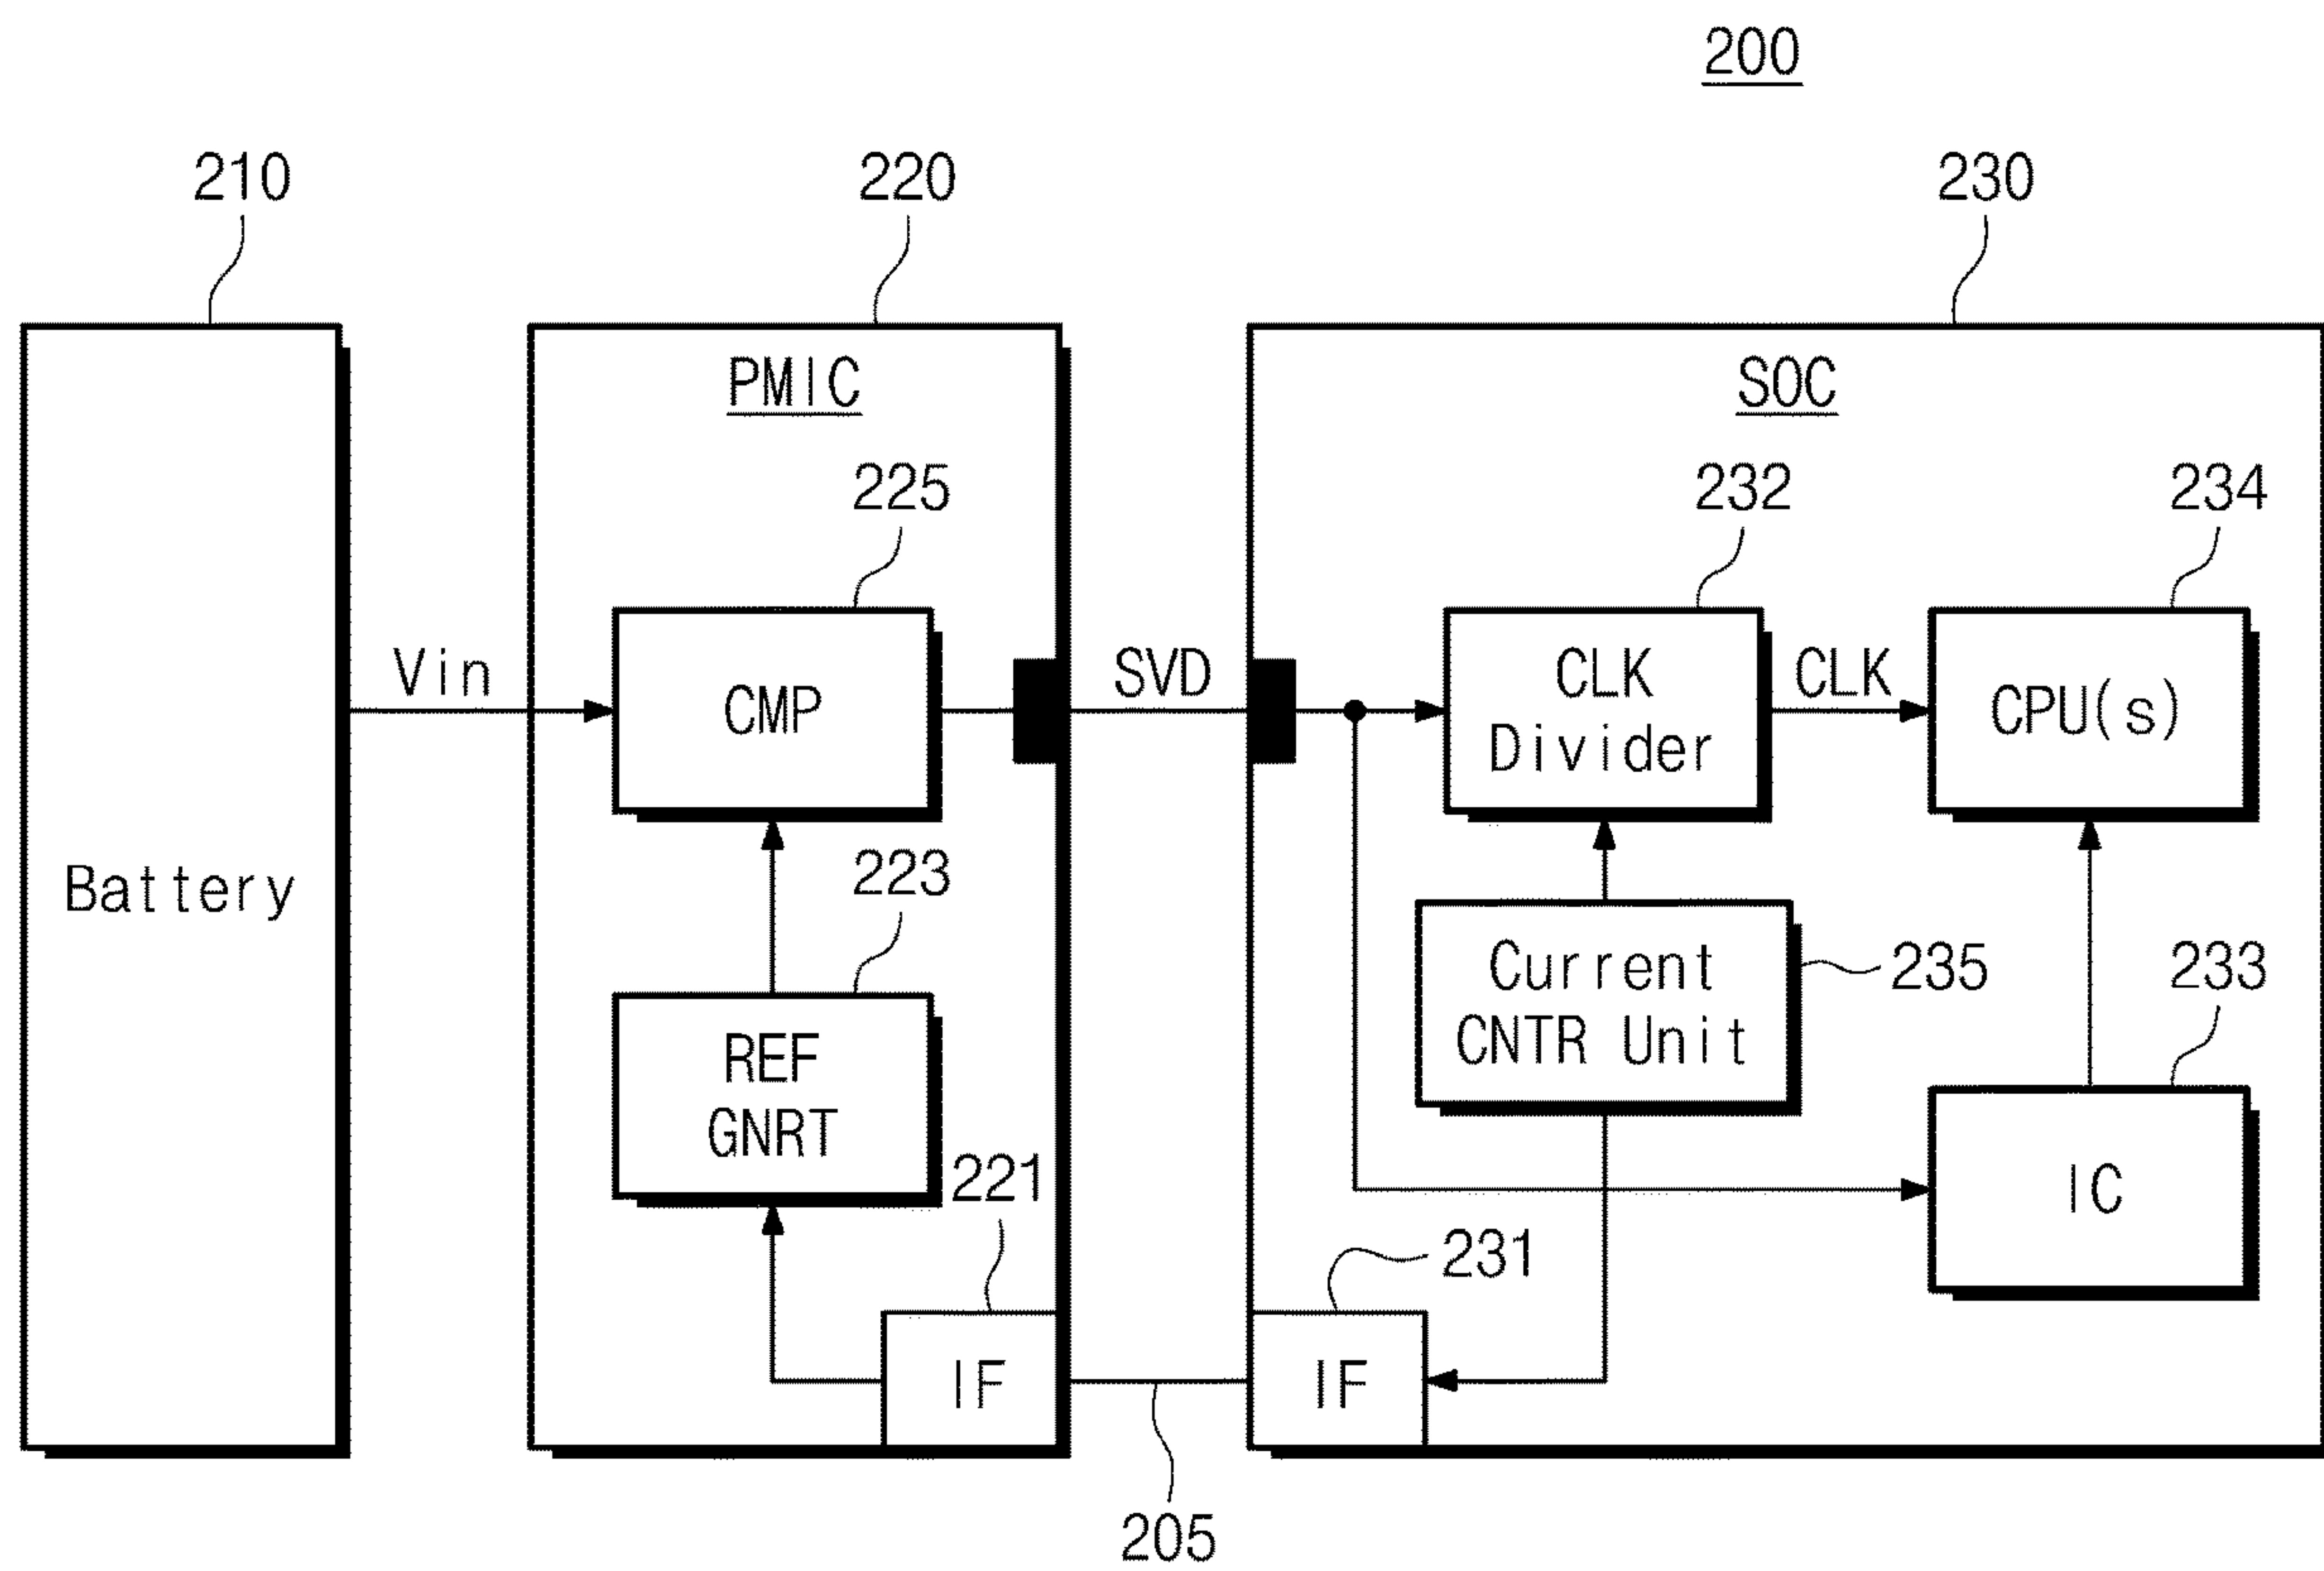 200
210
220
230
PMIC
SOC
225
232
234
Vin
CMP
SVD
CLK
Divider
CLK
CPU(s)
Battery
223
REF
GNRT
Current
CNTR Unit
235
233
221
IC
231
IF
IF
205